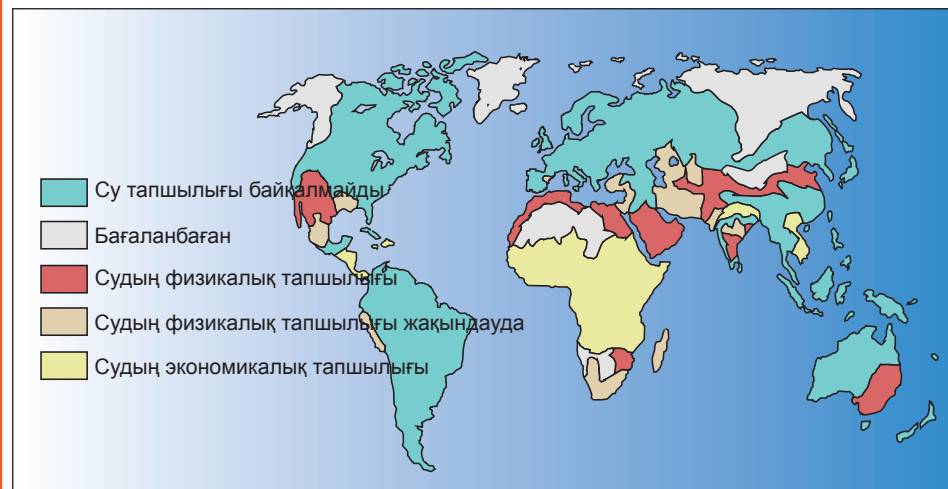 Су тапшылығы байқалмайды
Бағаланбаған
Судың физикалық тапшылығы
Судың физикалық тапшылығы жақындауда
Судың экономикалық тапшылығы